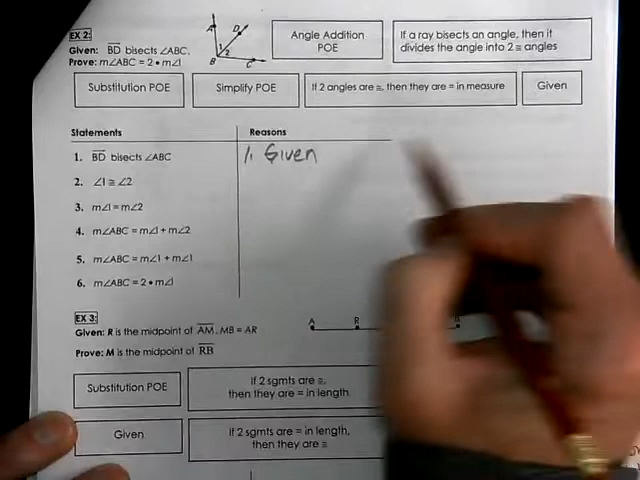 EX 2:
Given: BD bisects ∠ABC.
Prove: m∠ABC = 2 • m∠1
A
D
1
2
B
C
Angle Addition
POE
If a ray bisects an angle, then it
divides the angle into 2 ≅ angles
Substitution POE
Simplify POE
If 2 angles are ≅, then they are = in measure
Given
Statements
Reasons
1. BD bisects ∠ABC
1. Given
2. ∠1 ≅ ∠2
3. m∠1 = m∠2
4. m∠ABC = m∠1 + m∠2
5. m∠ABC = m∠1 + m∠1
6. m∠ABC = 2 • m∠1
EX 3:
Given: R is the midpoint of AM, MB = AR
Prove: M is the midpoint of RB
A
R
B
Substitution POE
If 2 sgmts are ≅,
then they are = in length
Given
If 2 sgmts are = in length,
then they are ≅